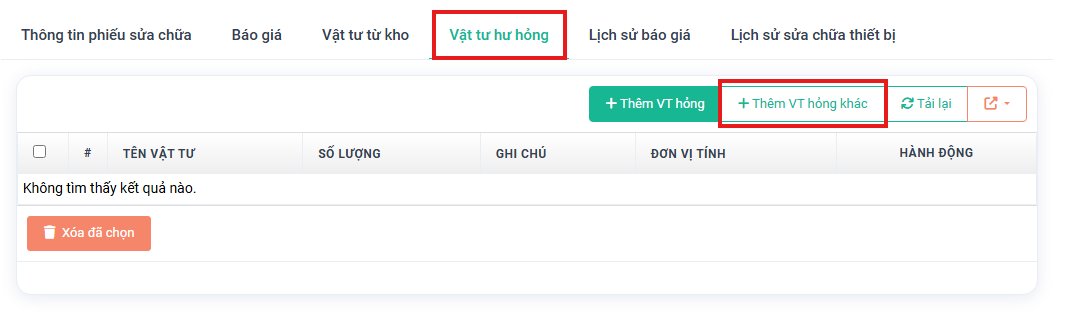 Thông tin phiếu sửa chữa Báo giá Vật tư từ kho Vật tư hư hỏng Lịch sử báo giá Lịch sử sửa chữa thiết bị
Thêm VT hỏng Thêm VT hỏng khác Tải lại
# TÊN VẬT TƯ SỐ LƯỢNG GHI CHÚ ĐƠN VỊ TÍNH HÀNH ĐỘNG
Không tìm thấy kết quả nào.
Xóa đã chọn